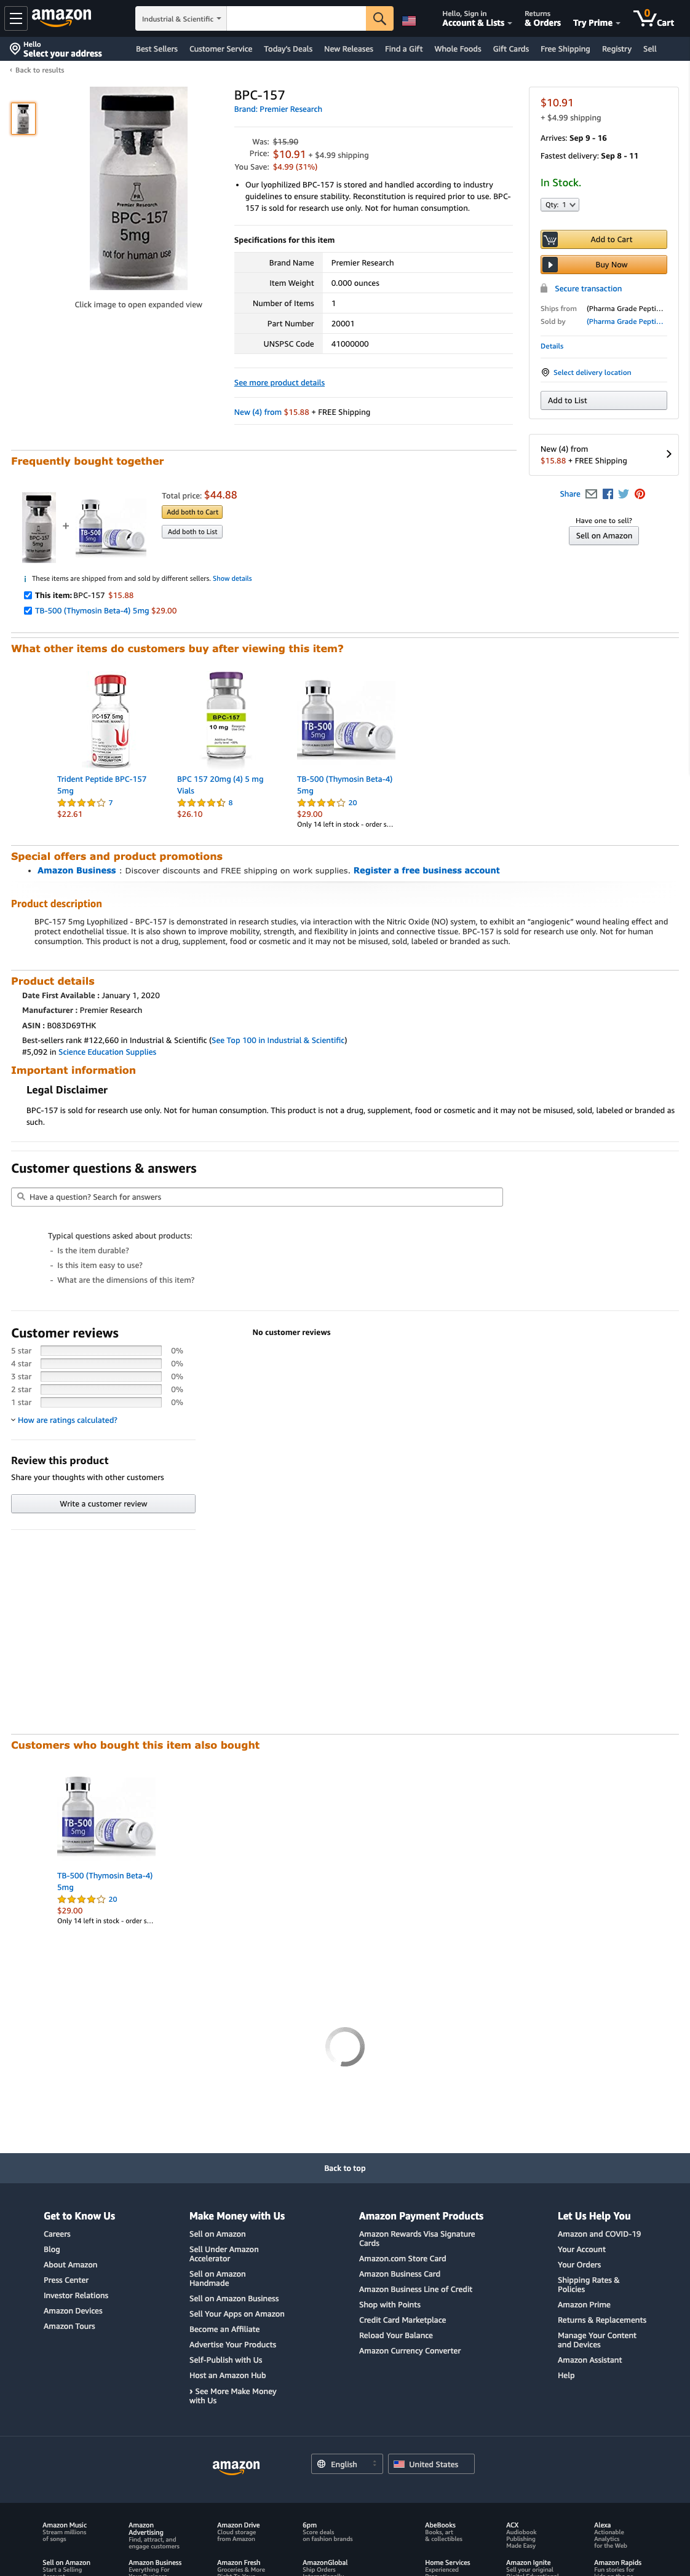 amazon
Industrial & Scientific
Hello, Sign in
Account & Lists
Returns
& Orders
Try Prime
0
Cart
Hello
Select your address
Best Sellers
Customer Service
Today's Deals
New Releases
Find a Gift
Whole Foods
Gift Cards
Free Shipping
Registry
Sell
‹ Back to results
Premier Research
BPC-157
5mg
not for human use
Click image to open expanded view
BPC-157
Brand: Premier Research
Was: $15.90
Price: $10.91 + $4.99 shipping
You Save: $4.99 (31%)
• Our lyophilized BPC-157 is stored and handled according to industry
guidelines to ensure stability. Reconstitution is required prior to use. BPC-
157 is sold for research use only. Not for human consumption.
Specifications for this item
Brand Name Premier Research
Item Weight 0.000 ounces
Number of Items 1
Part Number 20001
UNSPSC Code 41000000
See more product details
New (4) from $15.88 + FREE Shipping
$10.91
+ $4.99 shipping
Arrives: Sep 9 - 16
Fastest delivery: Sep 8 - 11
In Stock.
Qty: 1
Add to Cart
Buy Now
Secure transaction
Ships from (Pharma Grade Pepti...
Sold by (Pharma Grade Pepti...
Details
Select delivery location
Add to List
New (4) from
$15.88 + FREE Shipping
Share
Have one to sell?
Sell on Amazon
Frequently bought together
BPC-157
5mg
+
TB-500
5mg
Total price: $44.88
Add both to Cart
Add both to List
i These items are shipped from and sold by different sellers. Show details
This item: BPC-157 $15.88
TB-500 (Thymosin Beta-4) 5mg $29.00
What other items do customers buy after viewing this item?
BPC-157 5mg
BPC-157
10 mg
TB-500
5mg
Trident Peptide BPC-157
5mg
7
$22.61
BPC 157 20mg (4) 5 mg
Vials
8
$26.10
TB-500 (Thymosin Beta-4)
5mg
20
$29.00
Only 14 left in stock - order s...
Special offers and product promotions
• Amazon Business : Discover discounts and FREE shipping on work supplies. Register a free business account
Product description
BPC-157 5mg Lyophilized - BPC-157 is demonstrated in research studies, via interaction with the Nitric Oxide (NO) system, to exhibit an "angiogenic" wound healing effect and
protect endothelial tissue. It is also shown to improve mobility, strength, and flexibility in joints and connective tissue. BPC-157 is sold for research use only. Not for human
consumption. This product is not a drug, supplement, food or cosmetic and it may not be misused, sold, labeled or branded as such.
Product details
Date First Available : January 1, 2020
Manufacturer : Premier Research
ASIN : B083D69THK
Best-sellers rank #122,660 in Industrial & Scientific (See Top 100 in Industrial & Scientific)
#5,092 in Science Education Supplies
Important information
Legal Disclaimer
BPC-157 is sold for research use only. Not for human consumption. This product is not a drug, supplement, food or cosmetic and it may not be misused, sold, labeled or branded as
such.
Customer questions & answers
Have a question? Search for answers
Typical questions asked about products:
- Is the item durable?
- Is this item easy to use?
- What are the dimensions of this item?
Customer reviews
5 star 0%
4 star 0%
3 star 0%
2 star 0%
1 star 0%
How are ratings calculated?
No customer reviews
Review this product
Share your thoughts with other customers
Write a customer review
Customers who bought this item also bought
TB-500
5mg
TB-500 (Thymosin Beta-4)
5mg
20
$29.00
Only 14 left in stock - order s...
Back to top
Get to Know Us
Careers
Blog
About Amazon
Press Center
Investor Relations
Amazon Devices
Amazon Tours
Make Money with Us
Sell on Amazon
Sell Under Amazon
Accelerator
Sell on Amazon
Handmade
Sell on Amazon Business
Sell Your Apps on Amazon
Become an Affiliate
Advertise Your Products
Self-Publish with Us
Host an Amazon Hub
› See More Make Money
with Us
Amazon Payment Products
Amazon Rewards Visa Signature
Cards
Amazon.com Store Card
Amazon Business Card
Amazon Business Line of Credit
Shop with Points
Credit Card Marketplace
Reload Your Balance
Amazon Currency Converter
Let Us Help You
Amazon and COVID-19
Your Account
Your Orders
Shipping Rates &
Policies
Amazon Prime
Returns & Replacements
Manage Your Content
and Devices
Amazon Assistant
Help
amazon
English
United States
Amazon Music
Stream millions
of songs
Amazon
Advertising
Find, attract, and
engage customers
Amazon Drive
Cloud storage
from Amazon
6pm
Score deals
on fashion brands
AbeBooks
Books, art
& collectibles
ACX
Audiobook
Publishing
Made Easy
Alexa
Actionable
Analytics
for the Web
Sell on Amazon
Start a Selling
Amazon Business
Everything For
Amazon Fresh
Groceries & More
AmazonGlobal
Ship Orders
Home Services
Experienced
Amazon Ignite
Sell your original
Amazon Rapids
Fun stories for